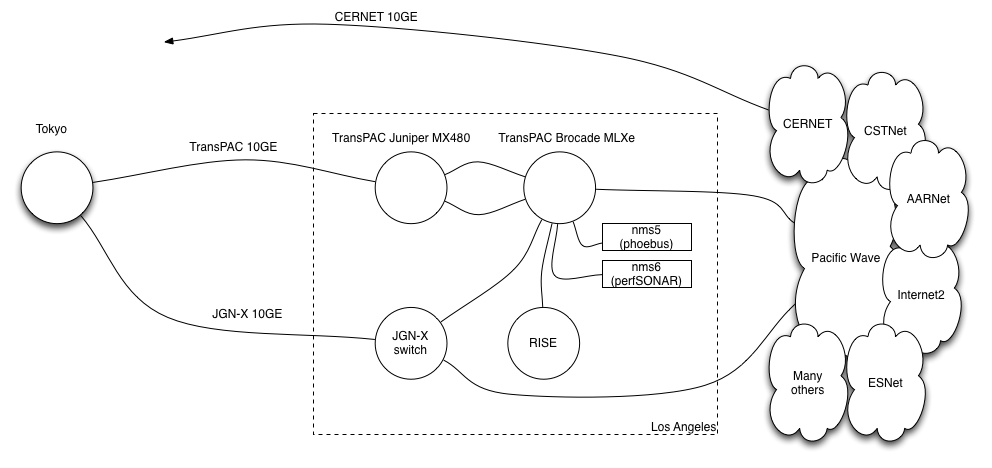 CERNET 10GE
Tokyo
TransPAC 10GE
TransPAC Juniper MX480
TransPAC Brocade MLXe
CERNET
CSTNet
AARNet
nms5
(phoebus)
nms6
(perfSONAR)
Pacific Wave
Internet2
JGN-X 10GE
JGN-X
switch
RISE
Many
others
ESNet
Los Angeles